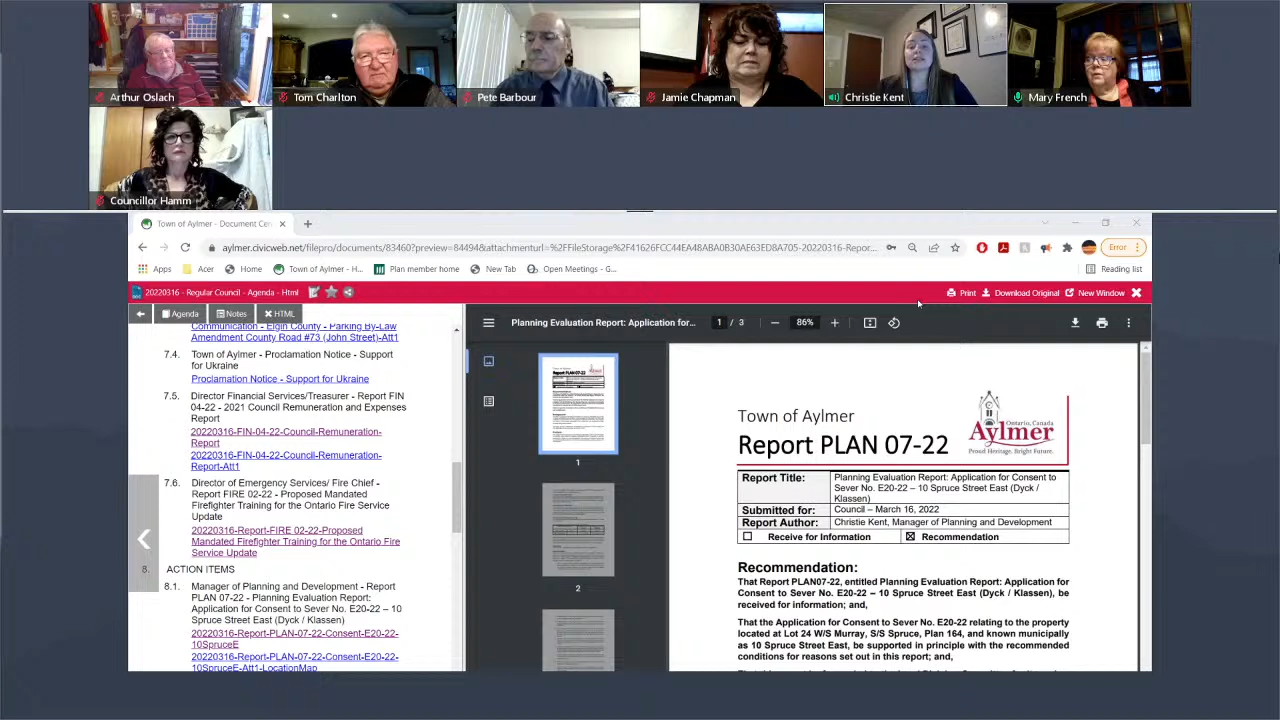 Arthur Oslach
Tom Charlton
Pete Barbour
Jamie Chapman
Christie Kent
Mary French
Councillor Hamm
Town of Aylmer - Document Cen
aylmer.civicweb.net/filepro/documents/83460?preview=84494&attachmenturl=%2FFileStorage%2F41626FCC44EA48ABA0B30AE63ED8A705-20220316-Repor...
Error
Apps
Acer
Home
Town of Aylmer - H...
Plan member home
New Tab
Open Meetings - G...
Reading list
20220316 - Regular Council - Agenda - Html
Print
Download Original
New Window
Agenda
Notes
HTML
Communication - Elgin County - Parking By-Law
Amendment County Road #73 (John Street)-Att1
7.4. Town of Aylmer - Proclamation Notice - Support
for Ukraine
Proclamation Notice - Support for Ukraine
7.5. Director Financial Services/Treasurer - Report FIN
04-22 - 2021 Council Remuneration and Expenses
Report
20220316-FIN-04-22-Council-Remuneration-
Report
20220316-FIN-04-22-Council-Remuneration-
Report-Att1
7.6. Director of Emergency Services/ Fire Chief -
Report FIRE 02-22 - Proposed Mandated
Firefighter Training for the Ontario Fire Service
Update
20220316-Report-FIRE 02-22-Proposed
Mandated Firefighter Training for the Ontario Fire
Service Update
8. ACTION ITEMS
8.1. Manager of Planning and Development - Report
PLAN 07-22 - Planning Evaluation Report:
Application for Consent to Sever No. E20-22 – 10
Spruce Street East (Dyck / Klassen)
20220316-Report-PLAN-07-22-Consent-E20-22-
10SpruceE
20220316-Report-PLAN-07-22-Consent-E20-22-
10SpruceE-Att1-LocationMap
Planning Evaluation Report: Application for...
1 / 3
86%
1
2
Town of Aylmer
Report PLAN 07-22
Ontario, Canada
Aylmer
Proud Heritage. Bright Future.
Report Title: Planning Evaluation Report: Application for Consent to
Sever No. E20-22 – 10 Spruce Street East (Dyck /
Klassen)
Submitted for: Council – March 16, 2022
Report Author: Christie Kent, Manager of Planning and Development
☐ Receive for Information ☒ Recommendation
Recommendation:
That Report PLAN07-22, entitled Planning Evaluation Report: Application for
Consent to Sever No. E20-22 – 10 Spruce Street East (Dyck / Klassen), be
received for information; and,
That the Application for Consent to Sever No. E20-22 relating to the property
located at Lot 24 W/S Murray, S/S Spruce, Plan 164, and known municipally
as 10 Spruce Street East, be supported in principle with the recommended
conditions for reasons set out in this report; and,